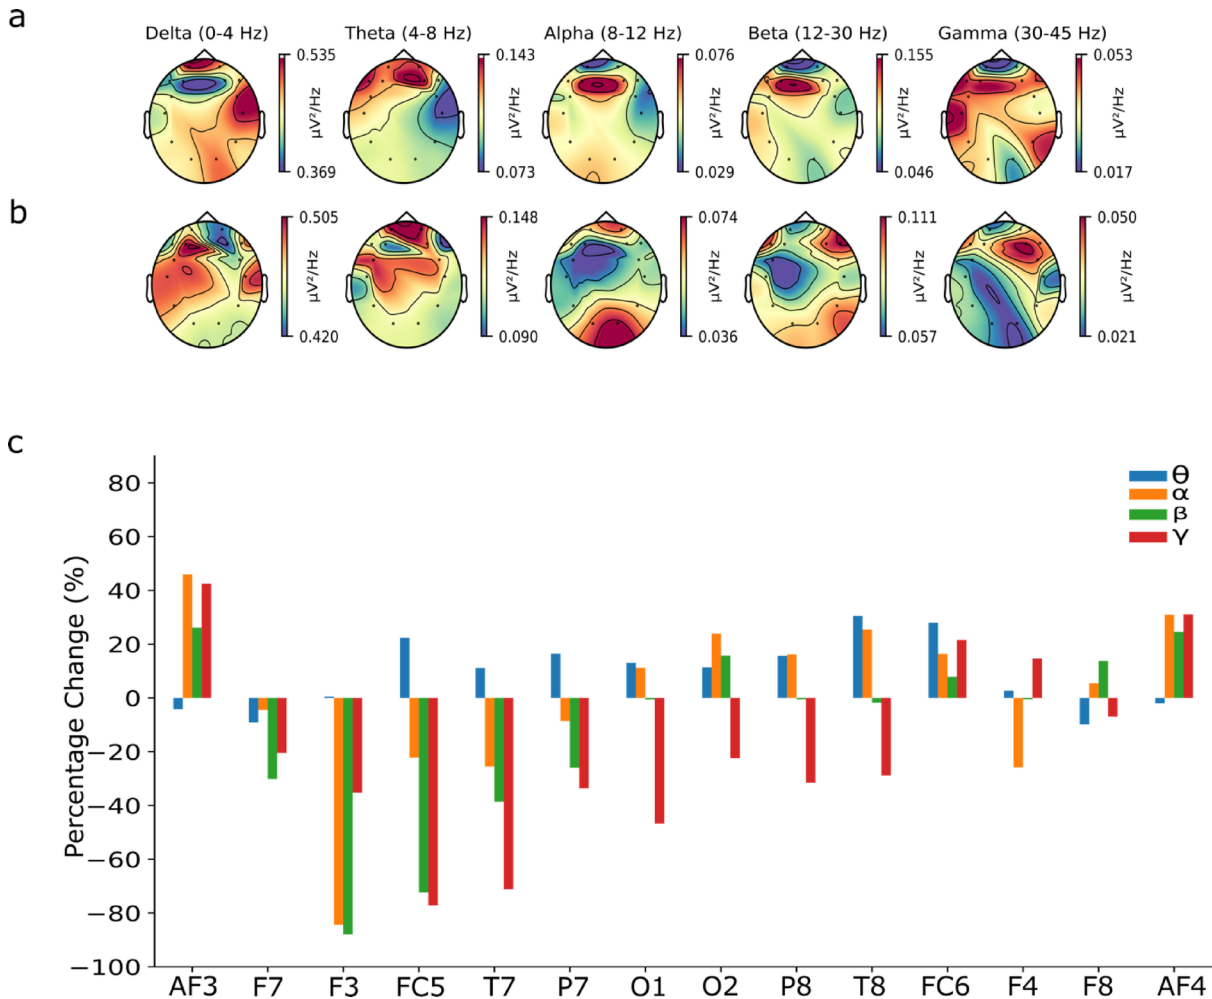 a
Delta (0-4 Hz) Theta (4-8 Hz) Alpha (8-12 Hz) Beta (12-30 Hz) Gamma (30-45 Hz)
0.535 0.143 0.076 0.155 0.053
µV²/Hz µV²/Hz µV²/Hz µV²/Hz µV²/Hz
0.369 0.073 0.029 0.046 0.017
b
0.505 0.148 0.074 0.111 0.050
µV²/Hz µV²/Hz µV²/Hz µV²/Hz µV²/Hz
0.420 0.090 0.036 0.057 0.021
c
Percentage Change (%)
80
60
40
20
0
−20
−40
−60
−80
−100
θ
α
β
γ
AF3 F7 F3 FC5 T7 P7 O1 O2 P8 T8 FC6 F4 F8 AF4